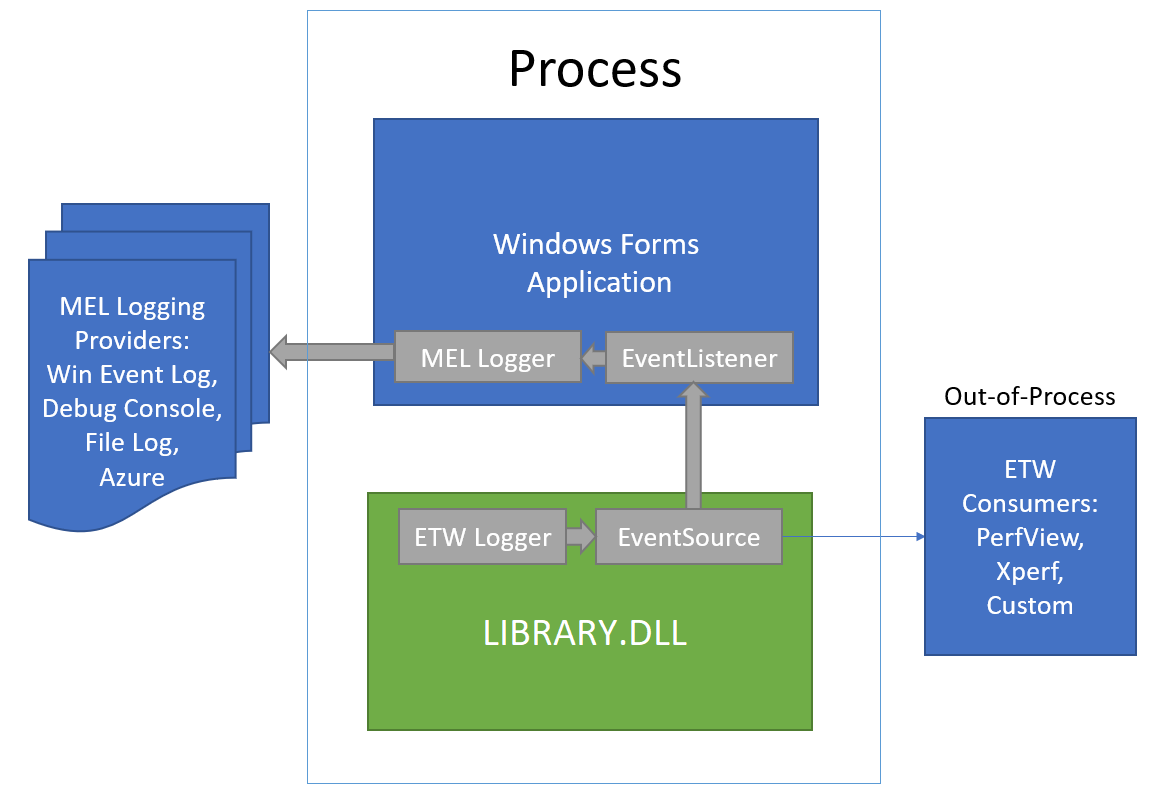 Process
Windows Forms
Application
MEL Logger
EventListener
MEL Logging
Providers:
Win Event Log,
Debug Console,
File Log,
Azure
Out-of-Process
ETW
Consumers:
PerfView,
Xperf,
Custom
ETW Logger
EventSource
LIBRARY.DLL